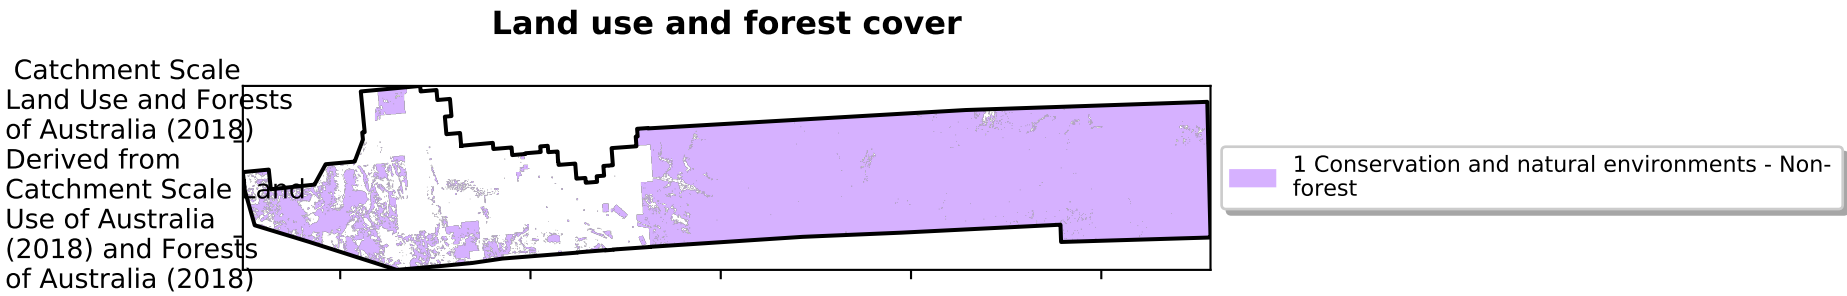 Land use and forest cover
Catchment Scale
Land Use and Forests
of Australia (2018)
Derived from
Catchment Scale Land
Use of Australia
(2018) and Forests
of Australia (2018)
1 Conservation and natural environments - Non-
forest